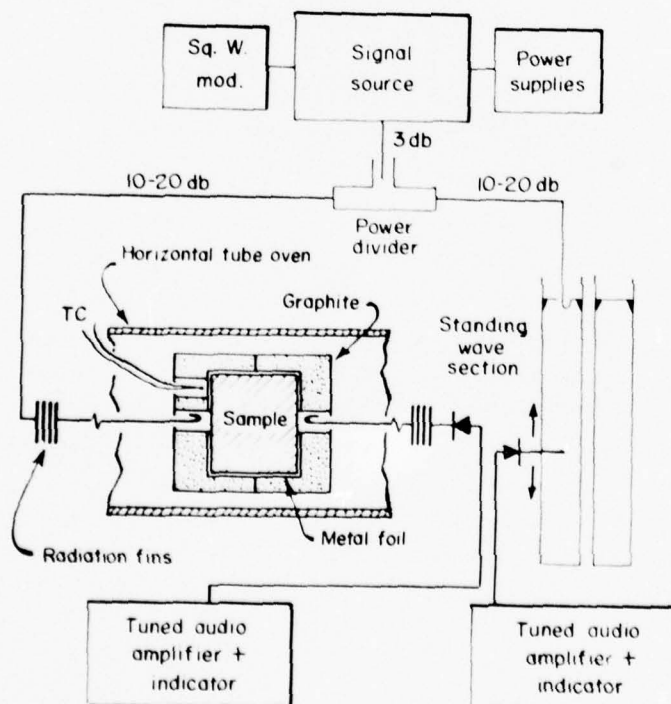 Sq. W.
mod.
Signal
source
Power
supplies
3 db
10-20 db
10-20 db
Power
divider
Horizontal tube oven
TC
Graphite
Standing
wave
section
Sample
Metal foil
Radiation fins
Tuned audio
amplifier +
indicator
Tuned audio
amplifier +
indicator